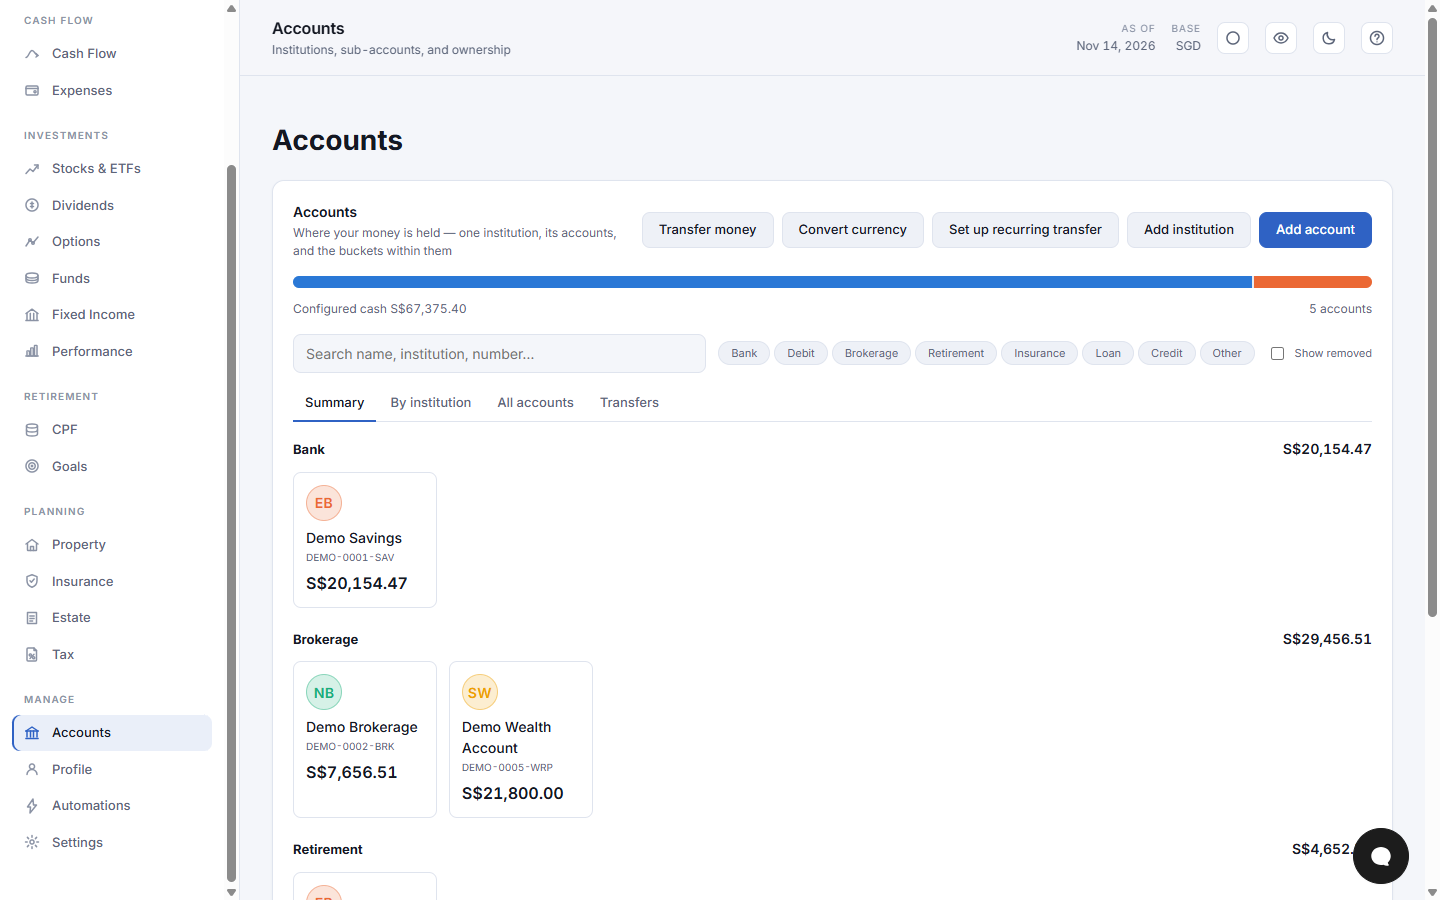 CASH FLOW
Cash Flow
Expenses
INVESTMENTS
Stocks & ETFs
Dividends
Options
Funds
Fixed Income
Performance
RETIREMENT
CPF
Goals
PLANNING
Property
Insurance
Estate
Tax
MANAGE
Accounts
Profile
Automations
Settings
Accounts
Institutions, sub-accounts, and ownership
AS OF
Nov 14, 2026
BASE
SGD
Accounts
Accounts
Where your money is held — one institution, its accounts,
and the buckets within them
Transfer money
Convert currency
Set up recurring transfer
Add institution
Add account
Configured cash S$67,375.40
5 accounts
Search name, institution, number...
Bank
Debit
Brokerage
Retirement
Insurance
Loan
Credit
Other
Show removed
Summary
By institution
All accounts
Transfers
Bank
S$20,154.47
EB
Demo Savings
DEMO-0001-SAV
S$20,154.47
Brokerage
S$29,456.51
NB
Demo Brokerage
DEMO-0002-BRK
S$7,656.51
SW
Demo Wealth
Account
DEMO-0005-WRP
S$21,800.00
Retirement
S$4,652.